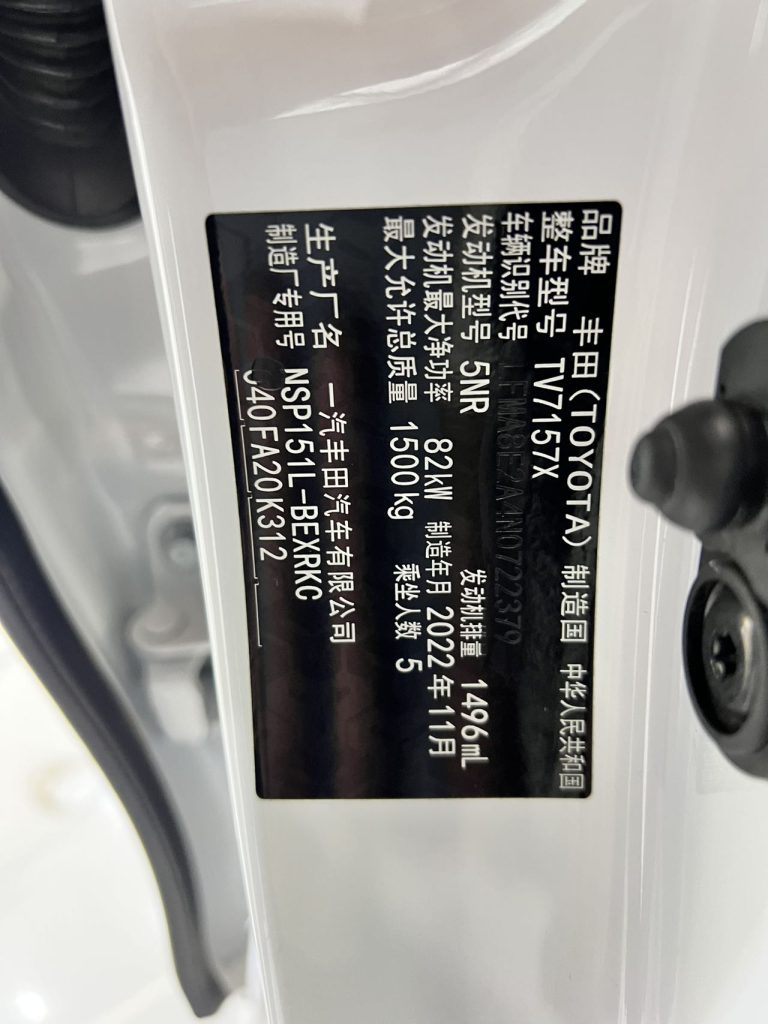 品牌 丰田(TOYOTA) 制造国 中华人民共和国
整车型号 TV7157X
车辆识别代号 LFMA8E2A4N0722379
发动机型号 5NR 发动机排量 1496mL
发动机最大净功率 82kW 制造年月 2022年11月
最大允许总质量 1500kg 乘坐人数 5
生产厂名 一汽丰田汽车有限公司
制造厂专用号 NSP151L-BEXRKC
040FA20K312